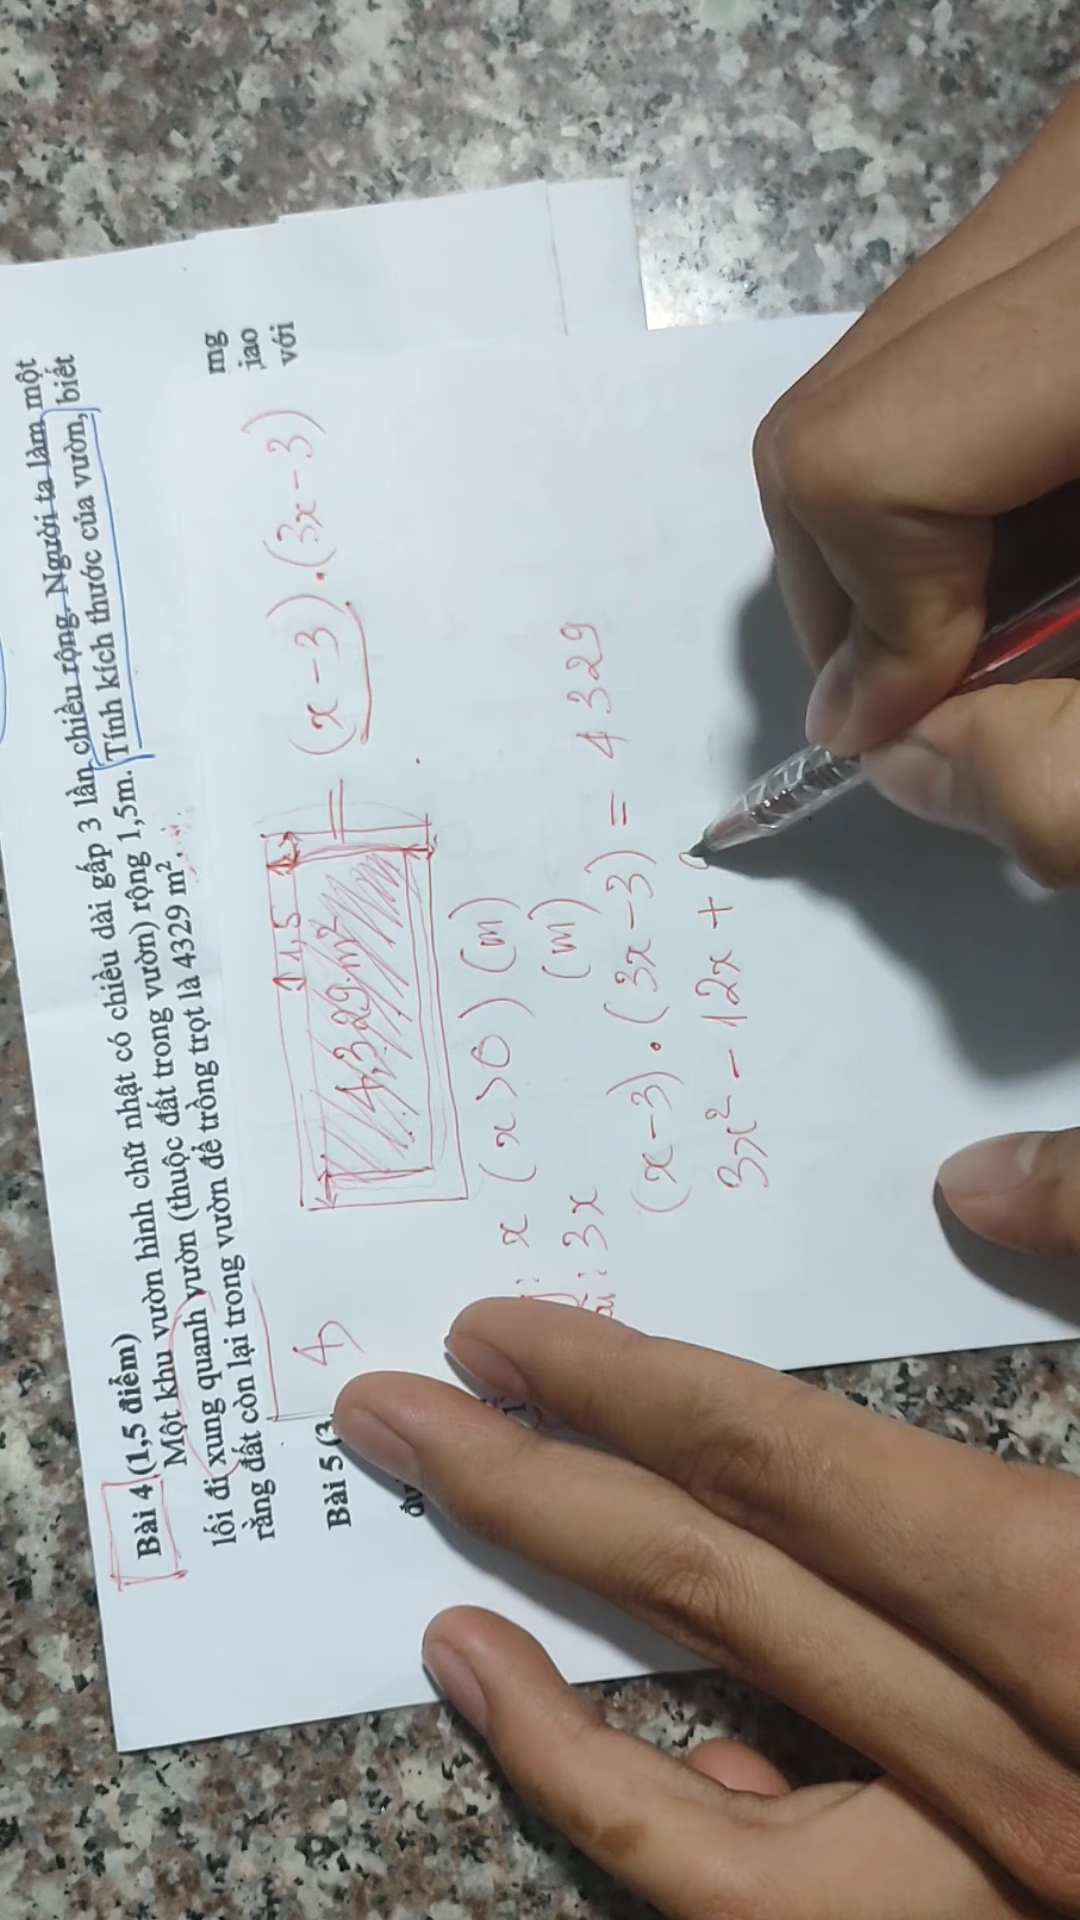 Bài 4 (1,5 điểm)
Một khu vườn hình chữ nhật có chiều dài gấp 3 lần chiều rộng. Người ta làm một
lối đi xung quanh vườn (thuộc đất trong vườn) rộng 1,5m. Tính kích thước của vườn, biết
rằng đất còn lại trong vườn để trồng trọt là 4329 m².
mg
giao
với
Bài 5 (3
1,5
4329 m²
= (x-3).(3x-3)
: x (x>0) (m)
: 3x (m)
(x-3).(3x-3) = 4329
3x² - 12x +